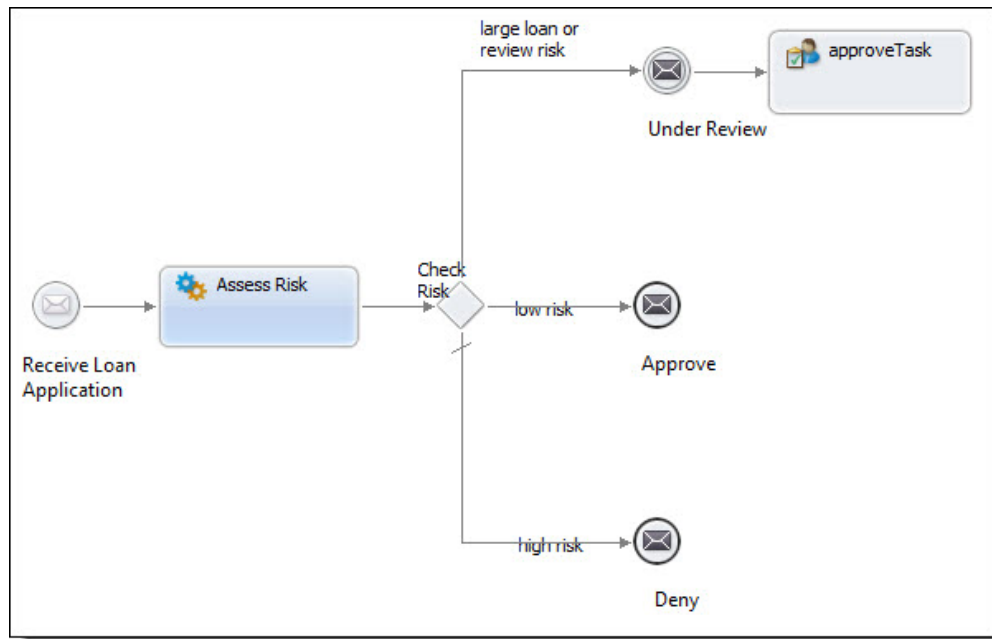 large loan or
review risk
approveTask
Under Review
Assess Risk
Check
Risk
low risk
Receive Loan
Application
Approve
high risk
Deny